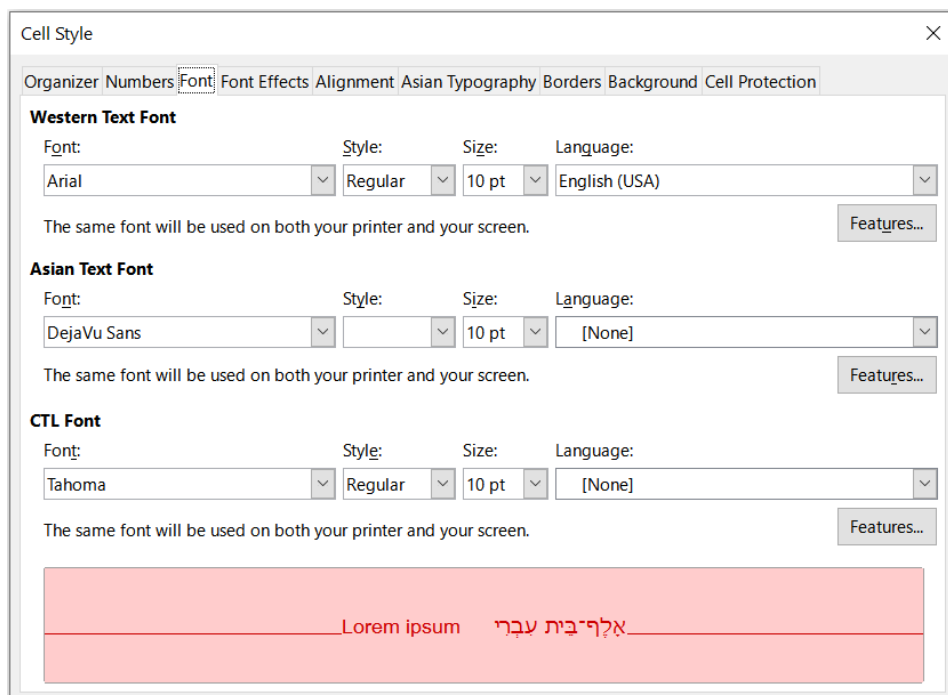 Cell Style
Organizer Numbers Font Font Effects Alignment Asian Typography Borders Background Cell Protection
Western Text Font
Font: Style: Size: Language:
Arial Regular 10 pt English (USA)
The same font will be used on both your printer and your screen.
Features...
Asian Text Font
Font: Style: Size: Language:
DejaVu Sans 10 pt [None]
The same font will be used on both your printer and your screen.
Features...
CTL Font
Font: Style: Size: Language:
Tahoma Regular 10 pt [None]
The same font will be used on both your printer and your screen.
Features...
Lorem ipsum אָלֶף־בֵּית עִבְרִי